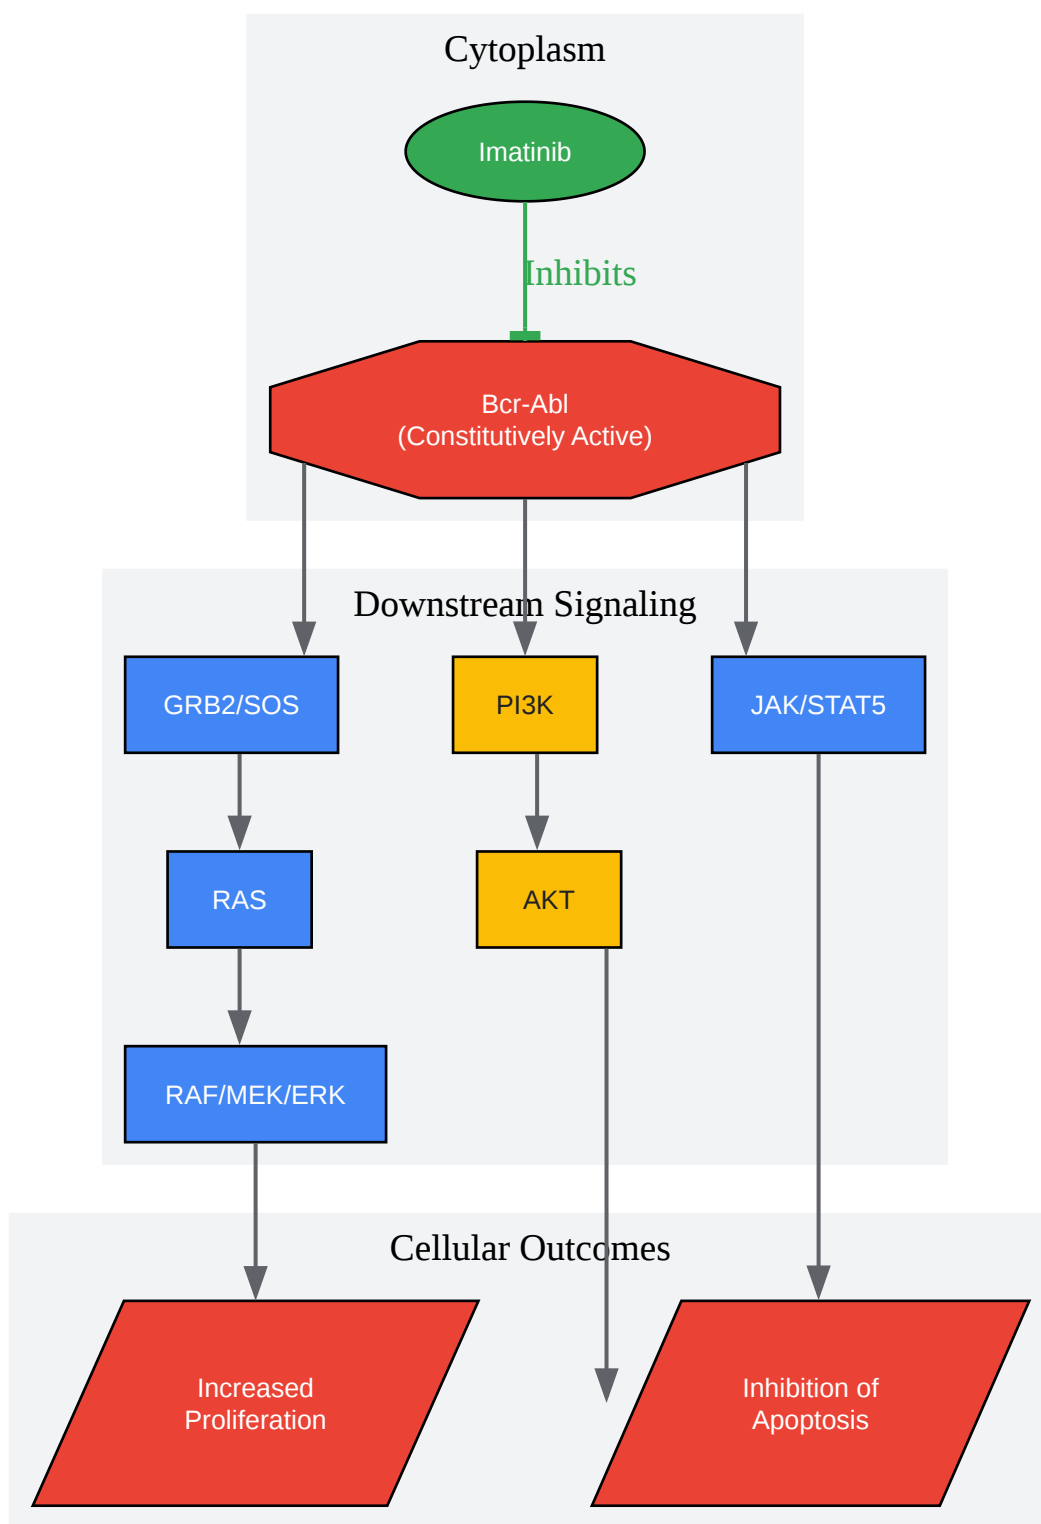 Cytoplasm
Imatinib
Inhibits
Bcr-Abl
(Constitutively Active)
Downstream Signaling
GRB2/SOS
PI3K
JAK/STAT5
RAS
AKT
RAF/MEK/ERK
Cellular Outcomes
Increased
Proliferation
Inhibition of
Apoptosis